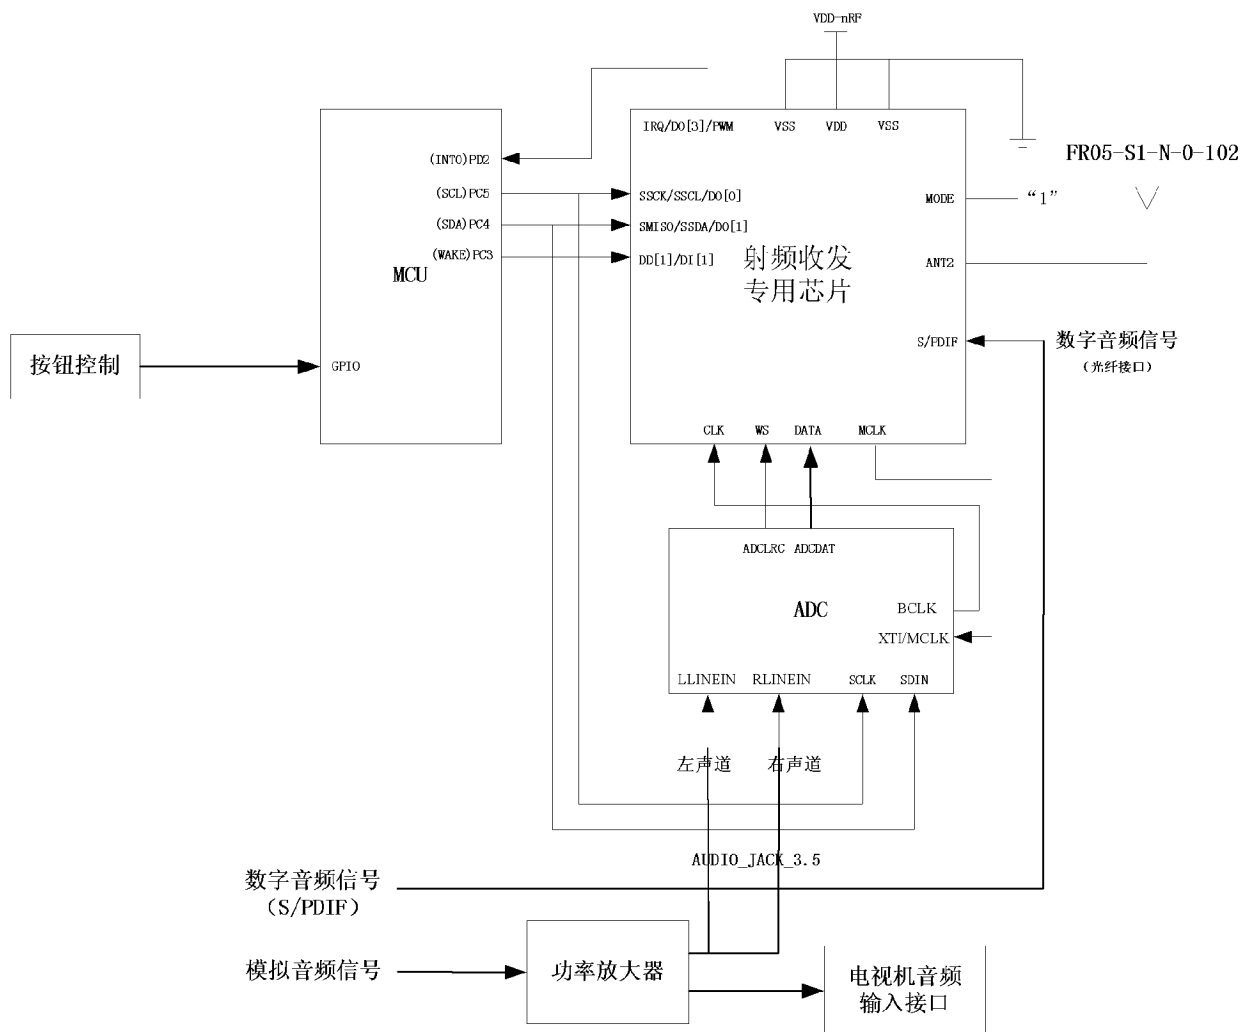 VDD-nRF
IRQ/DO[3]/PWM
VSS
VDD
VSS
FR05-S1-N-0-102
(INT0)PD2
(SCL)PC5
SSCK/SSCL/DO[0]
MODE
“1”
(SDA)PC4
SMISO/SSDA/DO[1]
(WAKE)PC3
DD[1]/DI[1]
射频收发
专用芯片
ANT2
MCU
S/PDIF
数字音频信号
(光纤接口)
按钮控制
GPIO
CLK
WS
DATA
MCLK
ADCLRC
ADCDAT
ADC
BCLK
XTI/MCLK
LLINEIN
RLINEIN
SCLK
SDIN
左声道
右声道
AUDIO_JACK_3.5
数字音频信号
(S/PDIF)
模拟音频信号
功率放大器
电视机音频
输入接口